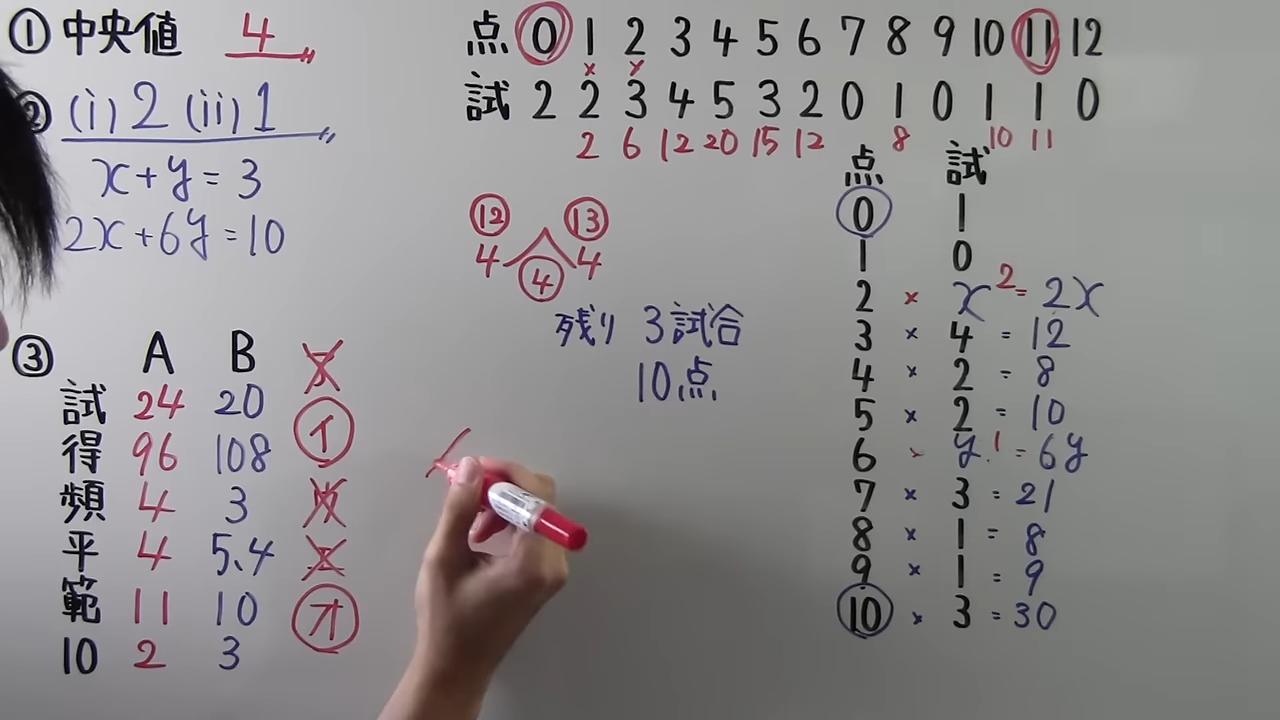 ① 中央値 4
② (i) 2 (ii) 1
x+y=3
2x+6y=10
③ A B
試 24 20
得 96 108 イ
頻 4 3
平 4 5.4
範 11 10 オ
10 2 3
点 0 1 2 3 4 5 6 7 8 9 10 11 12
× ×
試 2 2 3 4 5 3 2 0 1 0 1 1 0
2 6 12 20 15 12 8 10 11
⑫ ⑬
4 4
④
残り 3試合
10点
点 試
0 1
1 0
2 × x 2 = 2x
3 × 4 = 12
4 × 2 = 8
5 × 2 = 10
6 × y 1 = 6y
7 × 3 = 21
8 × 1 = 8
9 × 1 = 9
10 × 3 = 30